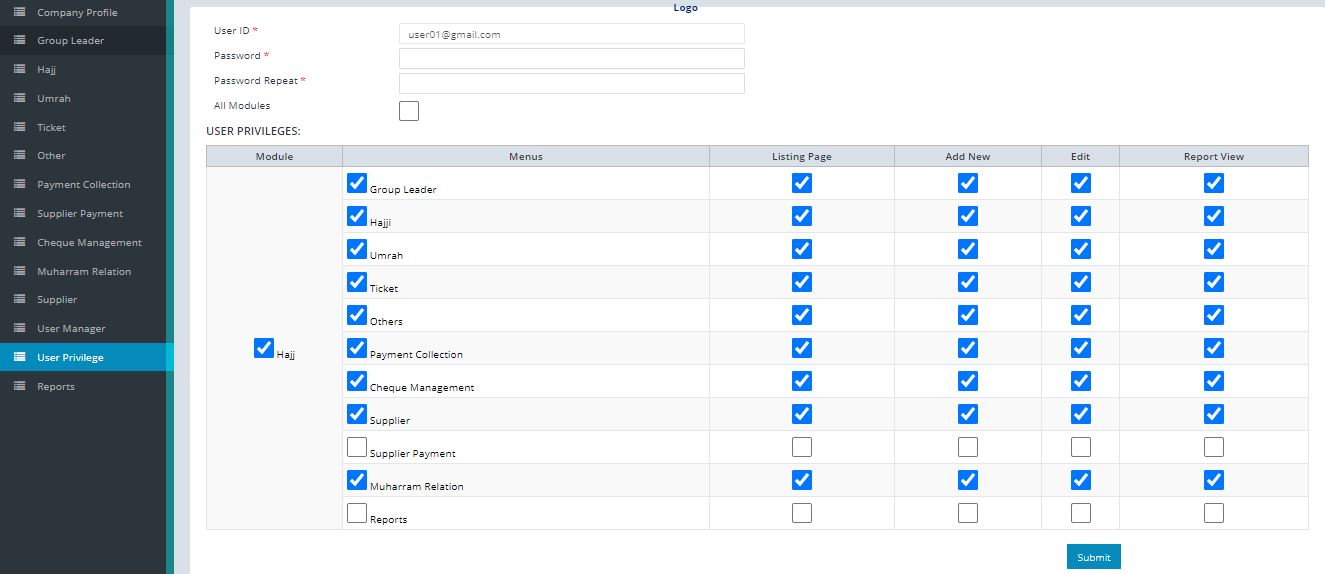 Company Profile
Group Leader
Hajj
Umrah
Ticket
Other
Payment Collection
Supplier Payment
Cheque Management
Muharram Relation
Supplier
User Manager
User Privilege
Reports
Logo
User ID *
user01@gmail.com
Password *
Password Repeat *
All Modules
USER PRIVILEGES:
Module Menus Listing Page Add New Edit Report View
Group Leader
Hajji
Umrah
Ticket
Others
Hajj Payment Collection
Cheque Management
Supplier
Supplier Payment
Muharram Relation
Reports
Submit